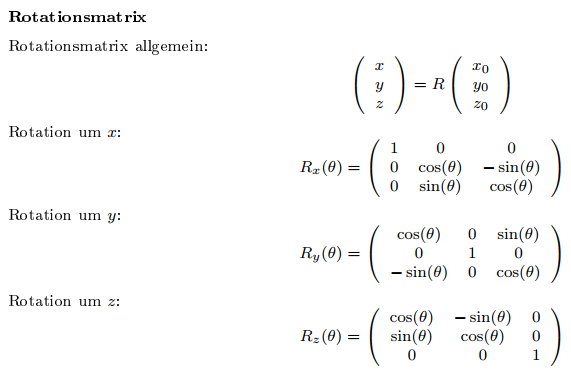 Rotationsmatrix
Rotationsmatrix allgemein:
( x y z ) = R ( x₀ y₀ z₀ )
Rotation um x:
1 0 0
Rₓ(θ) = ( 0 cos(θ) − sin(θ) )
0 sin(θ) cos(θ)
Rotation um y:
cos(θ) 0 sin(θ)
R_y(θ) = ( 0 1 0 )
− sin(θ) 0 cos(θ)
Rotation um z:
cos(θ) − sin(θ) 0
R_z(θ) = ( sin(θ) cos(θ) 0 )
0 0 1